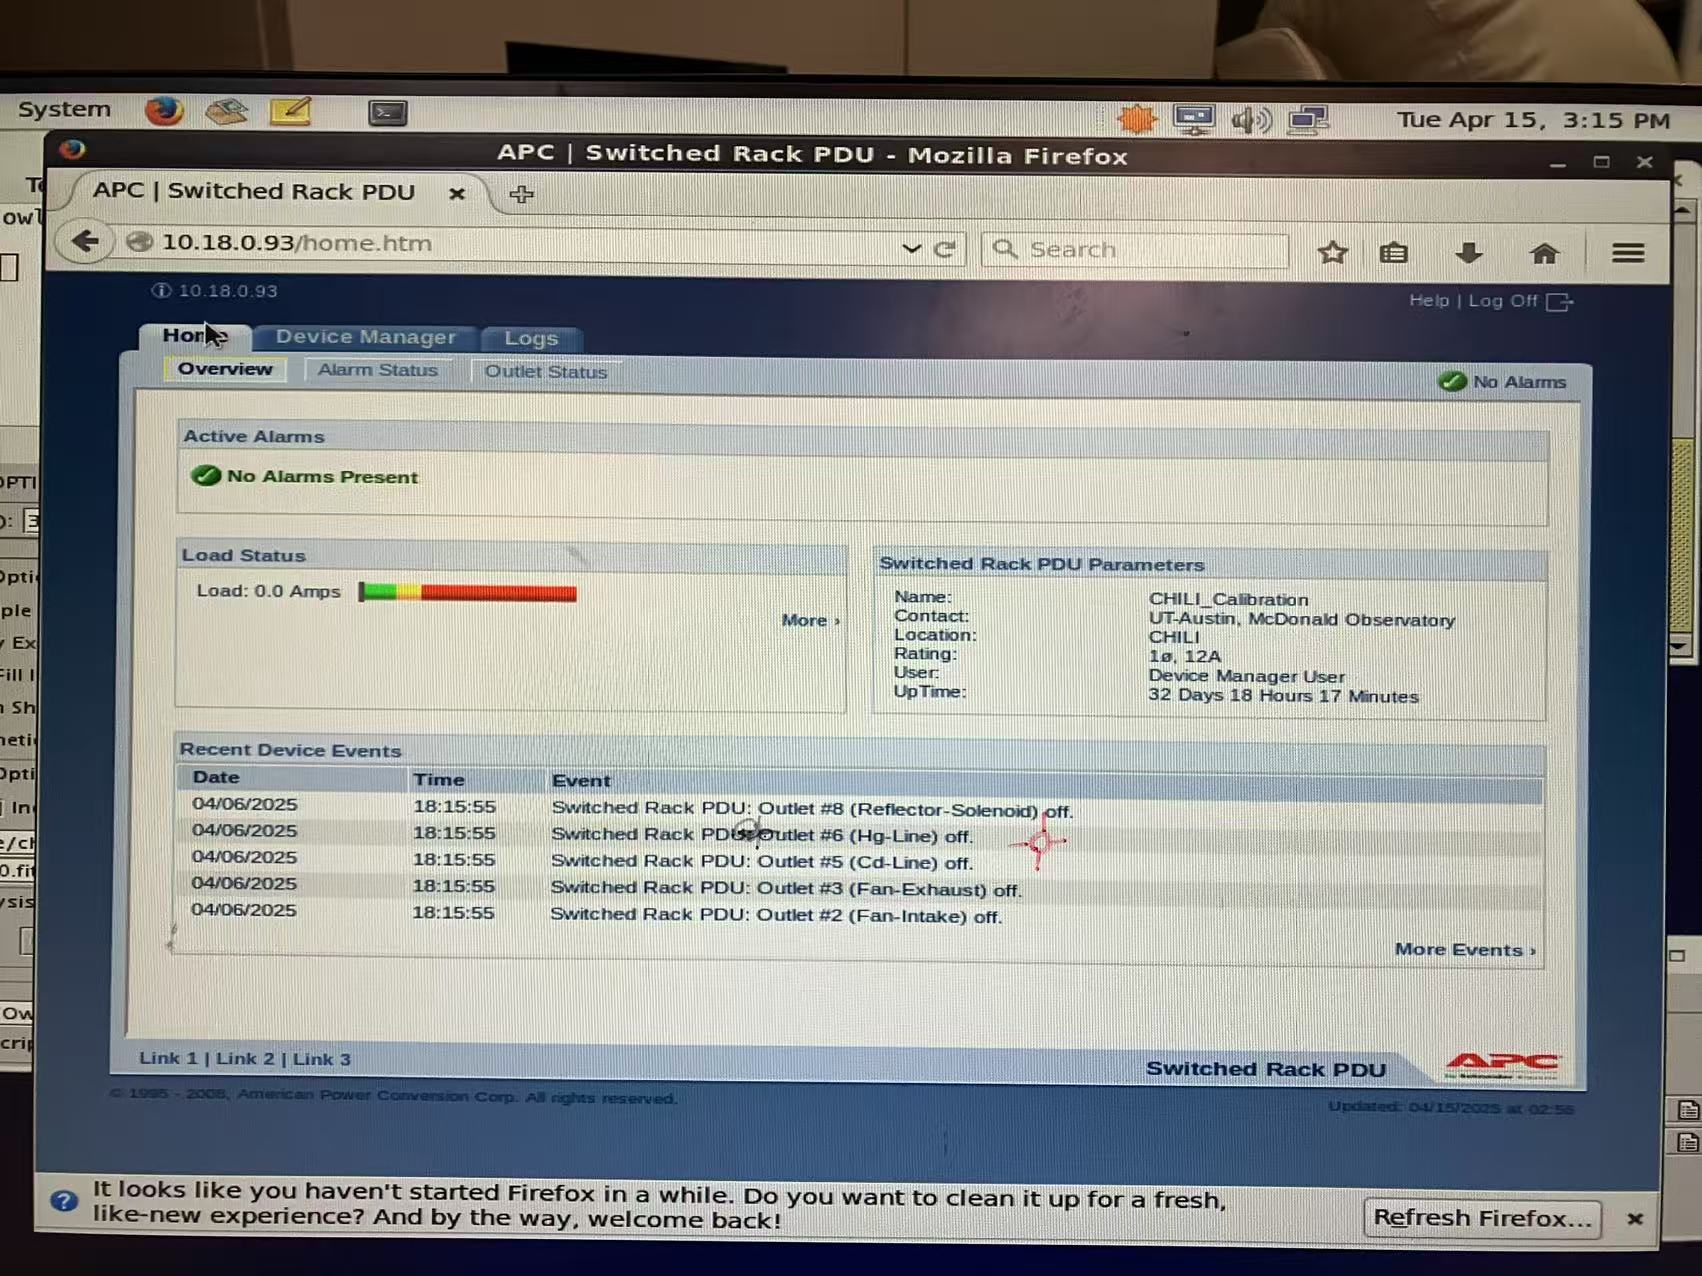 System
Tue Apr 15, 3:15 PM
APC | Switched Rack PDU - Mozilla Firefox
APC | Switched Rack PDU
10.18.0.93/home.htm
Search
10.18.0.93
Help | Log Off
Home
Device Manager
Logs
Overview
Alarm Status
Outlet Status
No Alarms
Active Alarms
No Alarms Present
Load Status
Load: 0.0 Amps
More ›
Switched Rack PDU Parameters
Name: CHILI_Calibration
Contact: UT-Austin, McDonald Observatory
Location: CHILI
Rating: 1ø, 12A
User: Device Manager User
UpTime: 32 Days 18 Hours 17 Minutes
Recent Device Events
Date Time Event
04/06/2025 18:15:55 Switched Rack PDU: Outlet #8 (Reflector-Solenoid) off.
04/06/2025 18:15:55 Switched Rack PDU: Outlet #6 (Hg-Line) off.
04/06/2025 18:15:55 Switched Rack PDU: Outlet #5 (Cd-Line) off.
04/06/2025 18:15:55 Switched Rack PDU: Outlet #3 (Fan-Exhaust) off.
04/06/2025 18:15:55 Switched Rack PDU: Outlet #2 (Fan-Intake) off.
More Events ›
Link 1 | Link 2 | Link 3
Switched Rack PDU
APC
© 1995 - 2008, American Power Conversion Corp. All rights reserved.
Updated: 04/15/2025 at 02:56
It looks like you haven't started Firefox in a while. Do you want to clean it up for a fresh,
like-new experience? And by the way, welcome back!
Refresh Firefox...